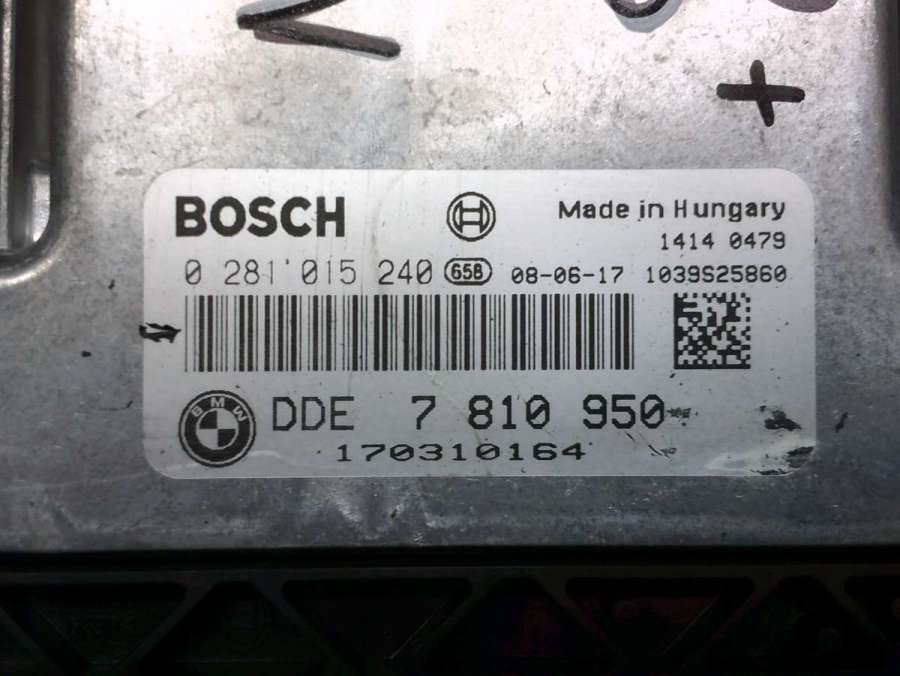 BOSCH
Made in Hungary
1414 0479
0 281 015 240 658 08-06-17 1039S25860
BMW DDE 7 810 950
170310164